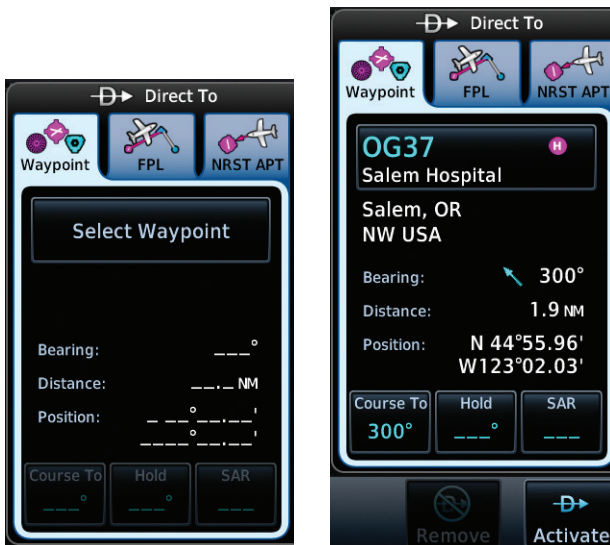 Direct To
Waypoint FPL NRST APT
Select Waypoint
Bearing: ___°
Distance: __._ NM
Position: _ __°__.__'
____°__.__'
Course To Hold SAR
___° ___° ___
Direct To
Waypoint FPL NRST APT
OG37 H
Salem Hospital
Salem, OR
NW USA
Bearing: 300°
Distance: 1.9 NM
Position: N 44°55.96'
W123°02.03'
Course To Hold SAR
300° ___° ___
Remove Activate